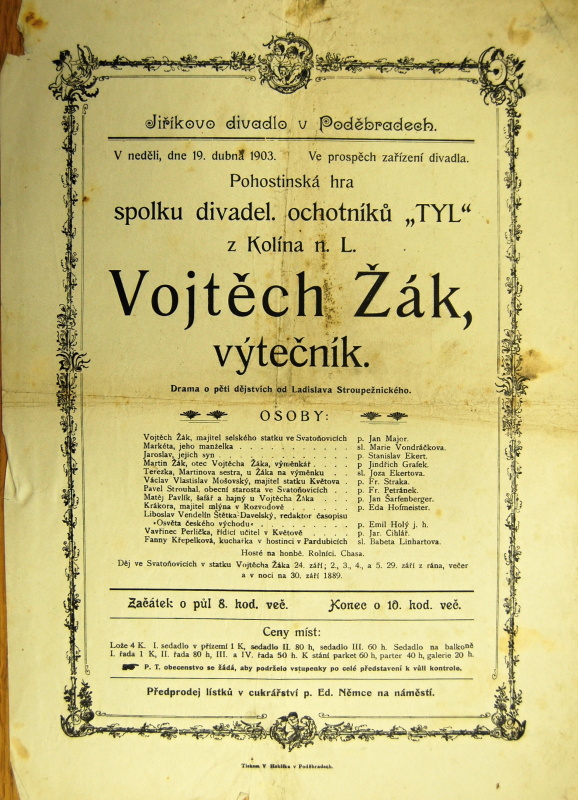 Jiříkovo divadlo v Poděbradech.
V neděli, dne 19. dubna 1903. Ve prospěch zařízení divadla.
Pohostinská hra
spolku divadel. ochotníků „TYL“
z Kolína n. L.
Vojtěch Žák,
výtečník.
Drama o pěti dějstvích od Ladislava Stroupežnického.
OSOBY:
Vojtěch Žák, majitel selského statku ve Svatoňovicích p. Jan Major.
Markéta, jeho manželka . . . . . . . . . . sl. Marie Vondráčkova.
Jaroslav, jejich syn . . . . . . . . . . . p. Stanislav Ekert.
Martin Žák, otec Vojtěcha Žáka, výměnkář . . . . p Jindřich Grafek.
Terezka, Martinova sestra, u Žáka na výměnku . . sl. Joza Ekertova.
Václav Vlastislav Mošovský, majitel statku Květova . p. Fr. Straka.
Pavel Strouhal, obecní starosta ve Svatoňovicích . . p. Fr. Petránek.
Matěj Pavlík, šafář a hajný u Vojtěcha Žáka . . . p. Jan Šarfenberger.
Krákora, majitel mlýna v Rozvodově . . . . . . p. Eda Hofmeister.
Liboslav Vendelín Štětka-Davelský, redaktor časopisu
»Osvěta českého východu« . . . . . . . . p. Emil Holý j. h.
Vavřinec Perlička, řídící učitel v Květově . . . . p. Jar. Cihlář.
Fanny Křepelková, kuchařka v hostinci v Pardubicích sl. Babeta Linhartova.
Hosté na honbě. Rolníci. Chasa.
Děj ve Svatoňovicích v statku Vojtěcha Žáka 24. září; 2., 3., 4., a 5. 29. září z rána, večer
a v noci na 30. září 1889.
Začátek o půl 8. hod. več. Konec o 10. hod. več.
Ceny míst:
Lože 4 K. I. sedadlo v přízemí 1 K, sedadlo II. 80 h, sedadlo III. 60 h. Sedadlo na balkoně
I. řada 1 K, II. řada 80 h, III. a IV. řada 50 h. K stání parket 60 h, parter 40 h, galerie 20 h.
P. T. obecenstvo se žádá, aby podrželo vstupenky po celé představení k vůli kontrole.
Předprodej lístků v cukrářství p. Ed. Němce na náměstí.
Tiskem V Hoblíka v Poděbradech.